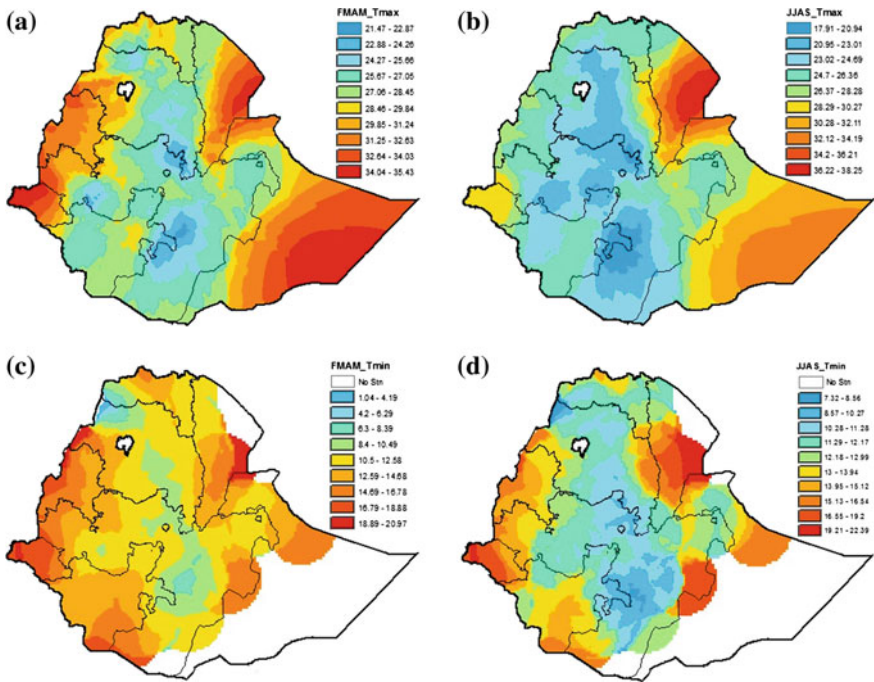 (a)
FMAM_Tmax
21.47 - 22.87
22.88 - 24.26
24.27 - 25.66
25.67 - 27.05
27.06 - 28.45
28.46 - 29.84
29.85 - 31.24
31.25 - 32.63
32.64 - 34.03
34.04 - 35.43
(b)
JJAS_Tmax
17.91 - 20.94
20.95 - 23.01
23.02 - 24.69
24.7 - 26.36
26.37 - 28.28
28.29 - 30.27
30.28 - 32.11
32.12 - 34.19
34.2 - 36.21
36.22 - 38.25
(c)
FMAM_Tmin
No Stn
1.04 - 4.19
4.2 - 6.29
6.3 - 8.39
8.4 - 10.49
10.5 - 12.58
12.59 - 14.68
14.69 - 16.78
16.79 - 18.88
18.89 - 20.97
(d)
JJAS_Tmin
No Stn
7.32 - 8.56
8.57 - 10.27
10.28 - 11.28
11.29 - 12.17
12.18 - 12.99
13 - 13.94
13.95 - 15.12
15.13 - 16.54
16.55 - 19.2
19.21 - 22.39